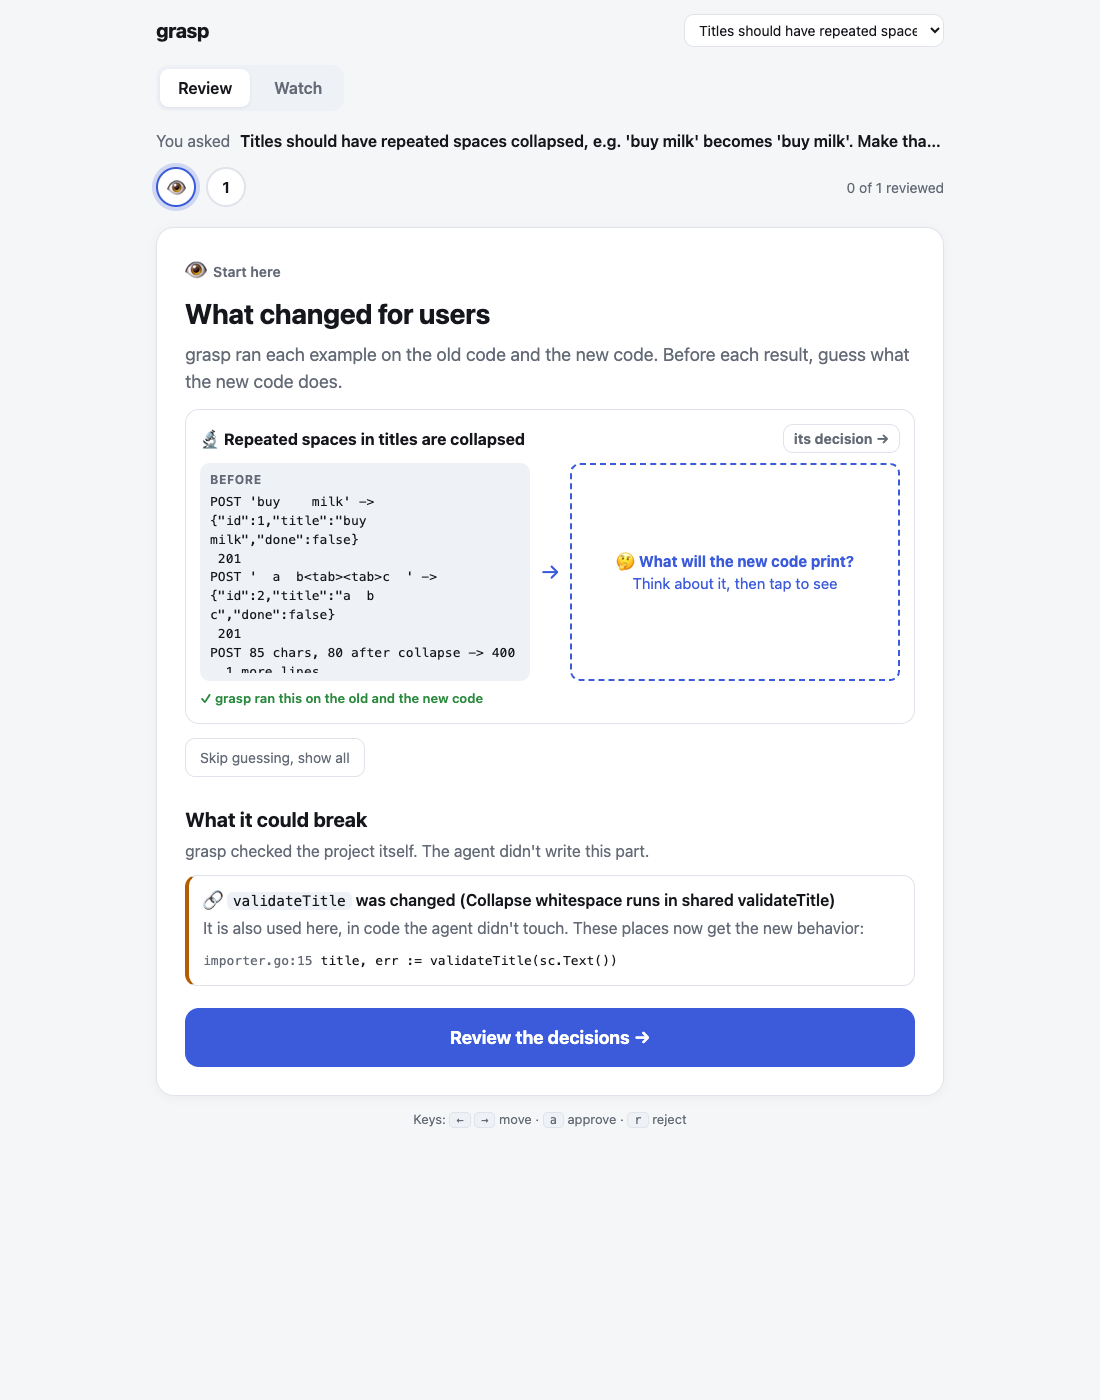 grasp
Titles should have repeated space
Review
Watch
You asked Titles should have repeated spaces collapsed, e.g. 'buy milk' becomes 'buy milk'. Make tha...
1
0 of 1 reviewed
Start here
What changed for users
grasp ran each example on the old code and the new code. Before each result, guess what
the new code does.
Repeated spaces in titles are collapsed
its decision →
BEFORE
POST 'buy    milk' —>
{"id":1,"title":"buy
milk","done":false}
 201
POST '  a  b<tab><tab>c  ' —>
{"id":2,"title":"a  b
c","done":false}
 201
POST 85 chars, 80 after collapse —> 400
1 more lines
→
What will the new code print?
Think about it, then tap to see
✓ grasp ran this on the old and the new code
Skip guessing, show all
What it could break
grasp checked the project itself. The agent didn't write this part.
validateTitle was changed (Collapse whitespace runs in shared validateTitle)
It is also used here, in code the agent didn't touch. These places now get the new behavior:
importer.go:15 title, err := validateTitle(sc.Text())
Review the decisions →
Keys: ← → move · a approve · r reject